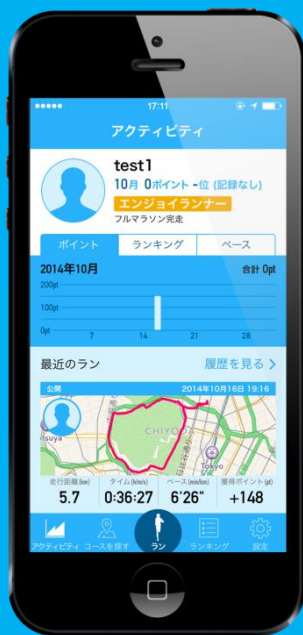 17:11
アクティビティ
test1
10月 0ポイント -位 (記録なし)
エンジョイランナー
フルマラソン完走
ポイント ランキング ペース
2014年10月 合計 0pt
200pt
100pt
0pt 7 14 21 28
最近のラン 履歴を見る >
公開 2014年10月16日 19:16
CHIYODA
Tokyo
走行距離(km) タイム(h/m/s) ペース(min/km) 獲得ポイント(pt)
5.7 0:36:27 6'26" +148
アクティビティ コースを探す ラン ランキング 設定